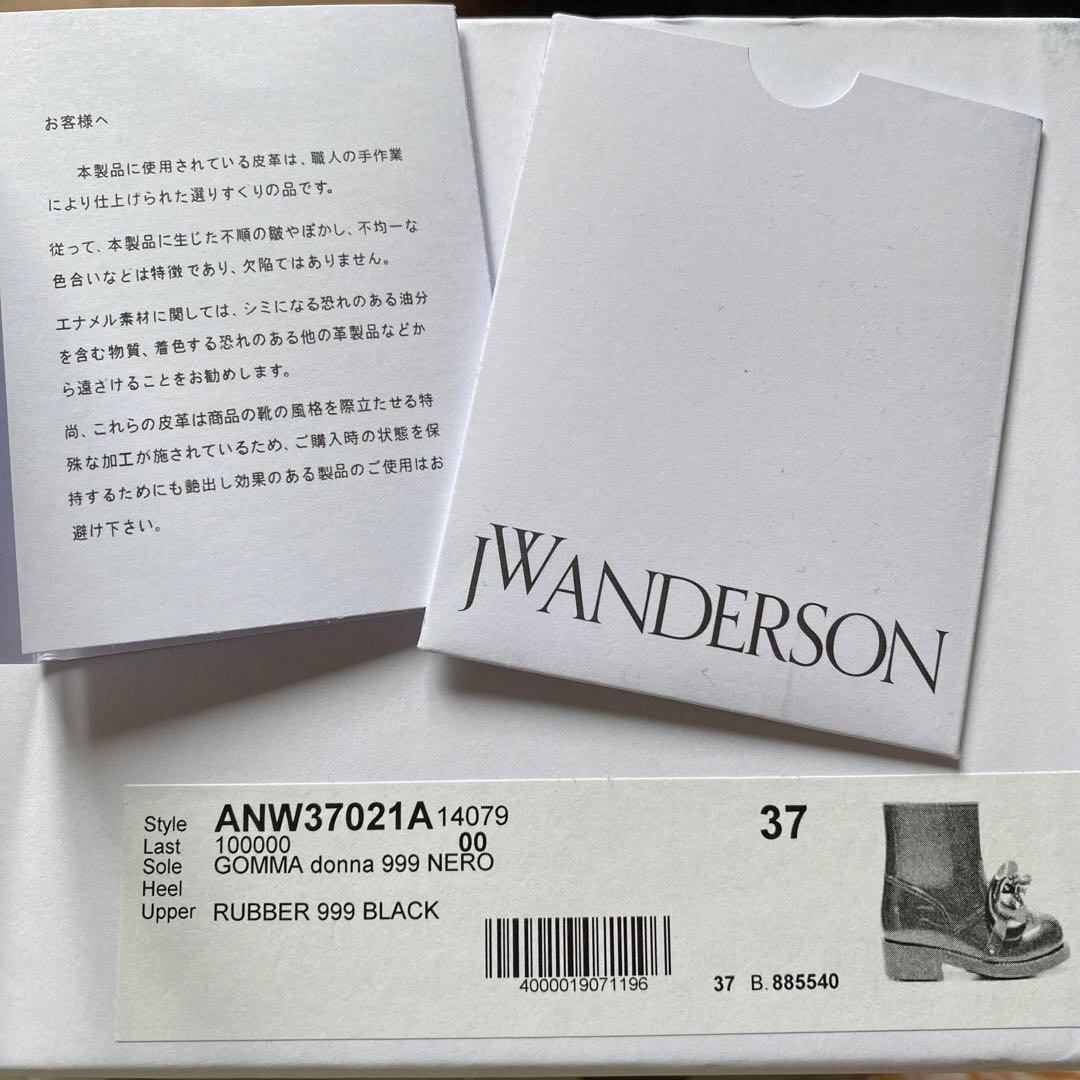 お客様へ
本製品に使用されている皮革は、職人の手作業
により仕上げられた選りすぐりの品です。
従って、本製品に生じた不順の皺やぼかし、不均一な
色合いなどは特徴であり、欠陥てはありません。
エナメル素材に関しては、シミになる恐れのある油分
を含む物質、着色する恐れのある他の革製品などか
ら遠ざけることをお勧めします。
尚、これらの皮革は商品の靴の風格を際立たせる特
殊な加工が施されているため、ご購入時の状態を保
持するためにも艶出し効果のある製品のご使用はお
避け下さい。
JWANDERSON
Style ANW37021A14079 37
Last 100000 00
Sole GOMMA donna 999 NERO
Heel
Upper RUBBER 999 BLACK
4000019071196
37 B. 885540